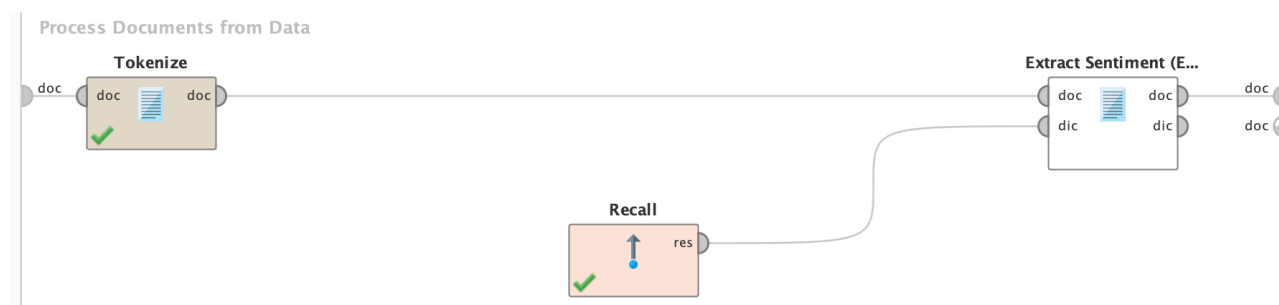 Process Documents from Data
Tokenize
Extract Sentiment (E...
doc
doc
doc
doc
doc
doc
dic
dic
doc
Recall
res